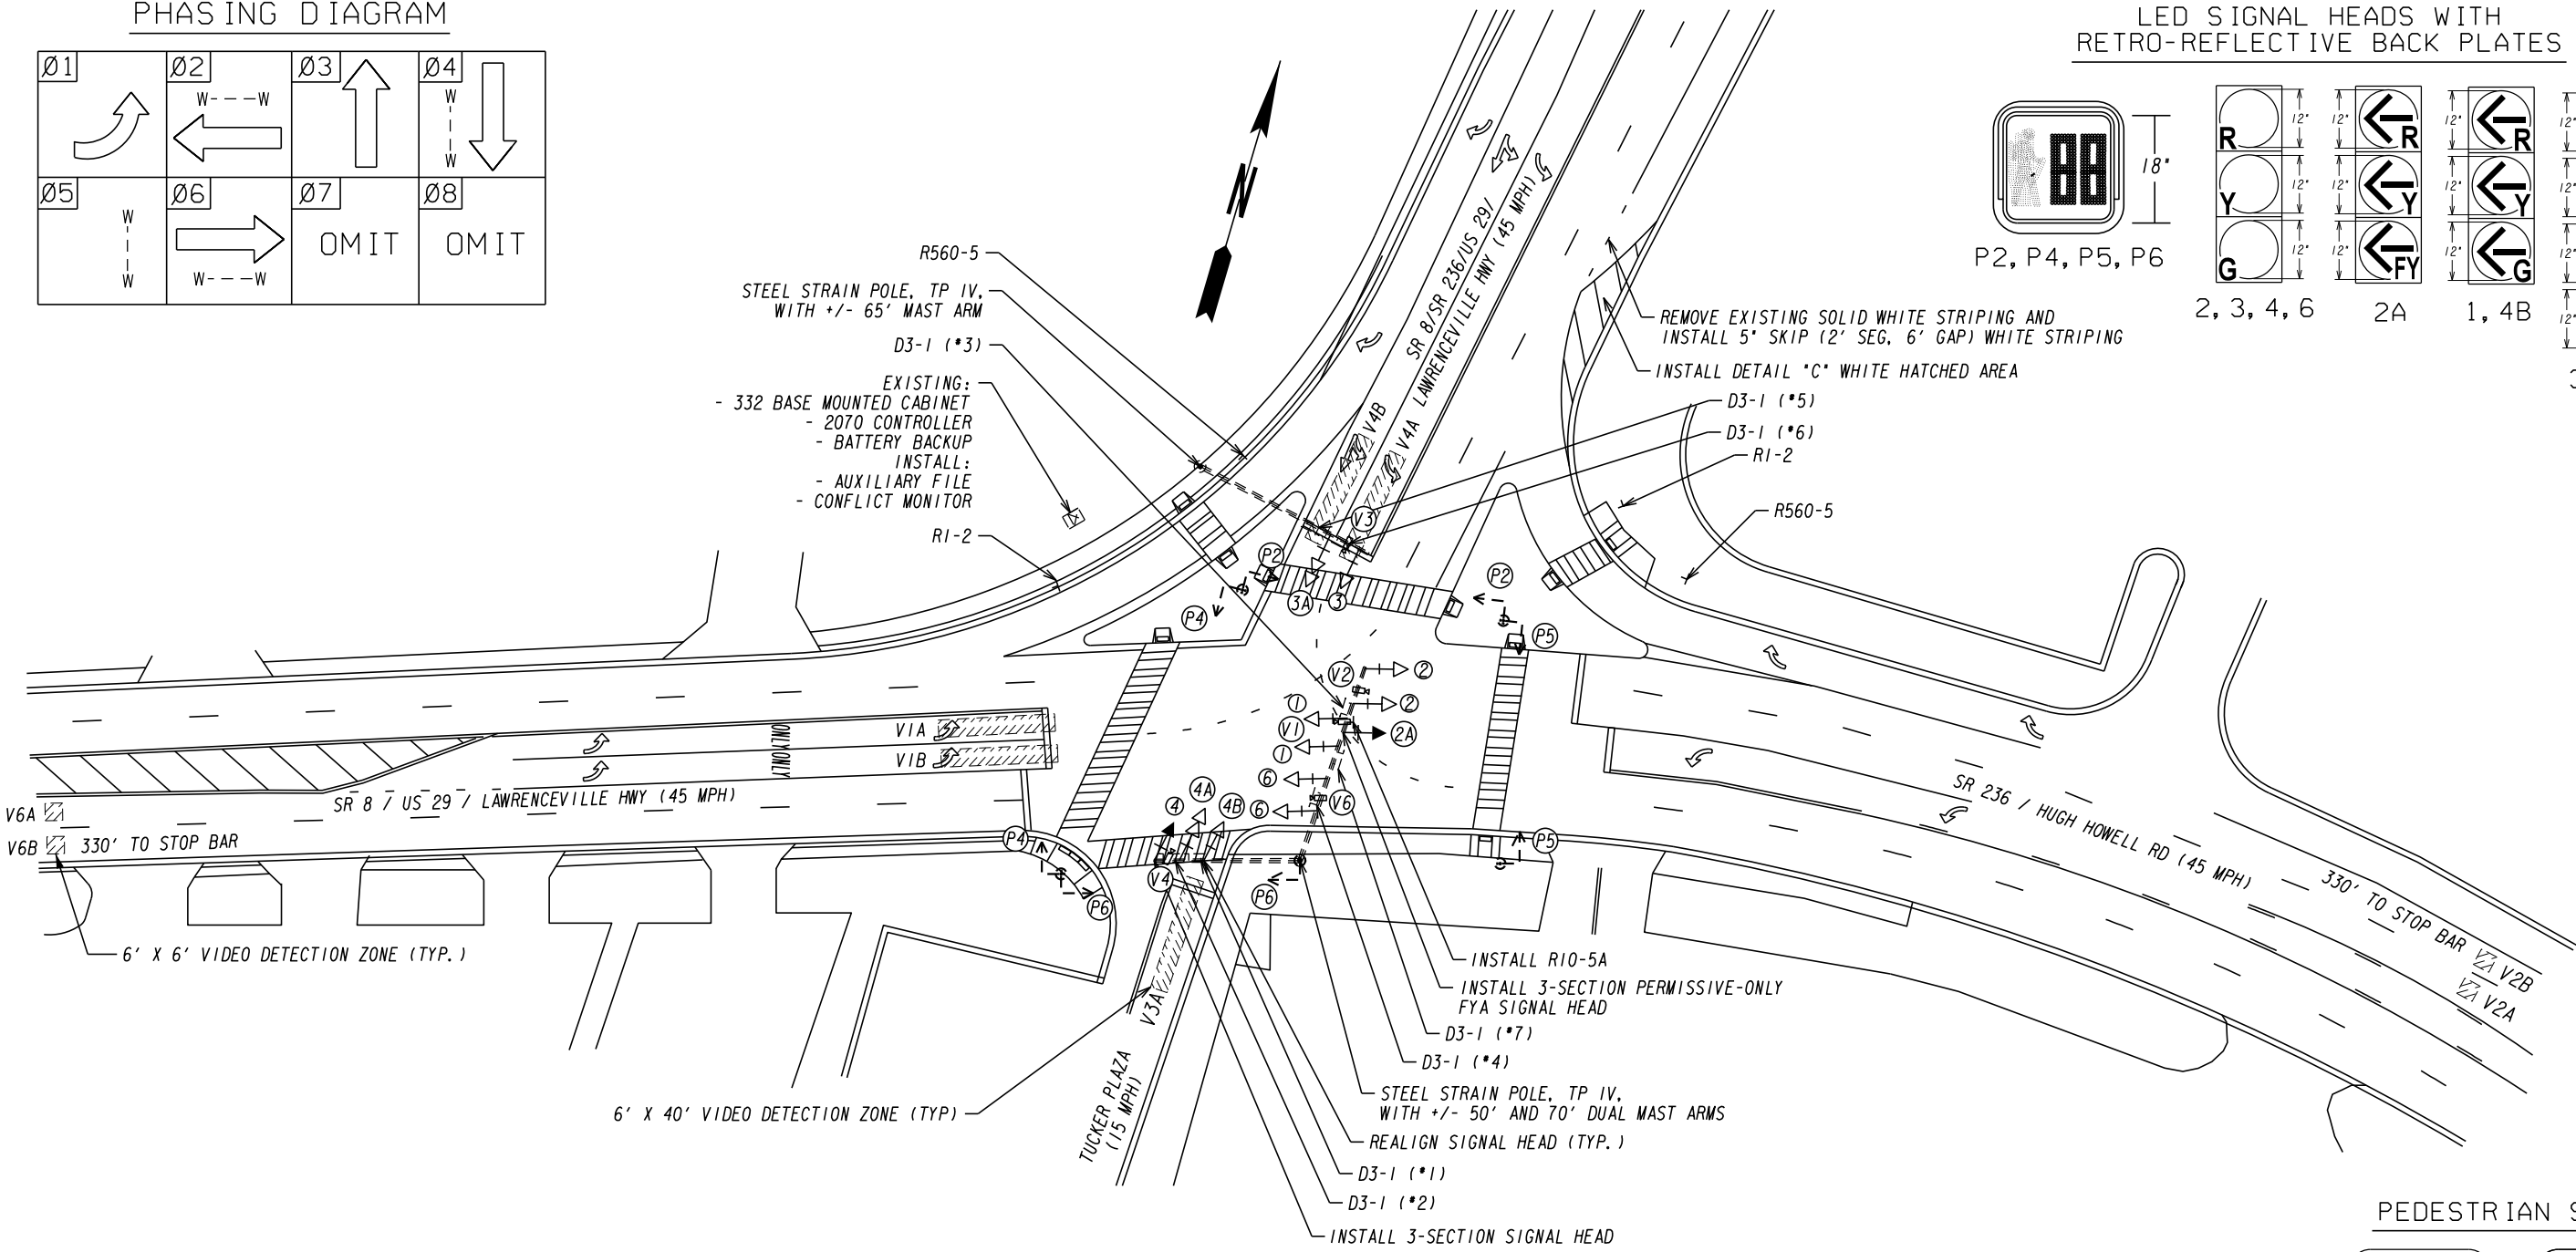 PHASING DIAGRAM
Ø1
Ø2
W---W
Ø3
Ø4
W
W
Ø5
W
W
Ø6
W---W
Ø7
OMIT
Ø8
OMIT
N
LED SIGNAL HEADS WITH
RETRO-REFLECTIVE BACK PLATES
88
18"
P2, P4, P5, P6
R
Y
G
12"
12"
12"
2, 3, 4, 6
12"
12"
12"
R
Y
FY
2A
12"
12"
12"
R
Y
G
1, 4B
12"
12"
12"
12"
R560-5
STEEL STRAIN POLE, TP IV,
WITH +/- 65' MAST ARM
D3-1 (#3)
EXISTING:
- 332 BASE MOUNTED CABINET
- 2070 CONTROLLER
- BATTERY BACKUP
INSTALL:
- AUXILIARY FILE
- CONFLICT MONITOR
R1-2
SR 8/SR 236/US 29/
LAWRENCEVILLE HWY (45 MPH)
V4B
V4A
REMOVE EXISTING SOLID WHITE STRIPING AND
INSTALL 5" SKIP (2' SEG, 6' GAP) WHITE STRIPING
INSTALL DETAIL "C" WHITE HATCHED AREA
D3-1 (#5)
D3-1 (#6)
R1-2
R560-5
V3
P2
P4
3A
3
P2
P5
V2
2
2
1
V1
2A
1
6
6
V6
4
4A
4B
V4
P4
P6
P6
P5
V1A
V1B
ONLY
ONLY
SR 8 / US 29 / LAWRENCEVILLE HWY (45 MPH)
V6A
V6B
330' TO STOP BAR
6' X 6' VIDEO DETECTION ZONE (TYP.)
SR 236 / HUGH HOWELL RD (45 MPH)
330' TO STOP BAR
V2B
V2A
V3A
TUCKER PLAZA
(15 MPH)
6' X 40' VIDEO DETECTION ZONE (TYP)
INSTALL R10-5A
INSTALL 3-SECTION PERMISSIVE-ONLY
FYA SIGNAL HEAD
D3-1 (#7)
D3-1 (#4)
STEEL STRAIN POLE, TP IV,
WITH +/- 50' AND 70' DUAL MAST ARMS
REALIGN SIGNAL HEAD (TYP.)
D3-1 (#1)
D3-1 (#2)
INSTALL 3-SECTION SIGNAL HEAD
PEDESTRIAN